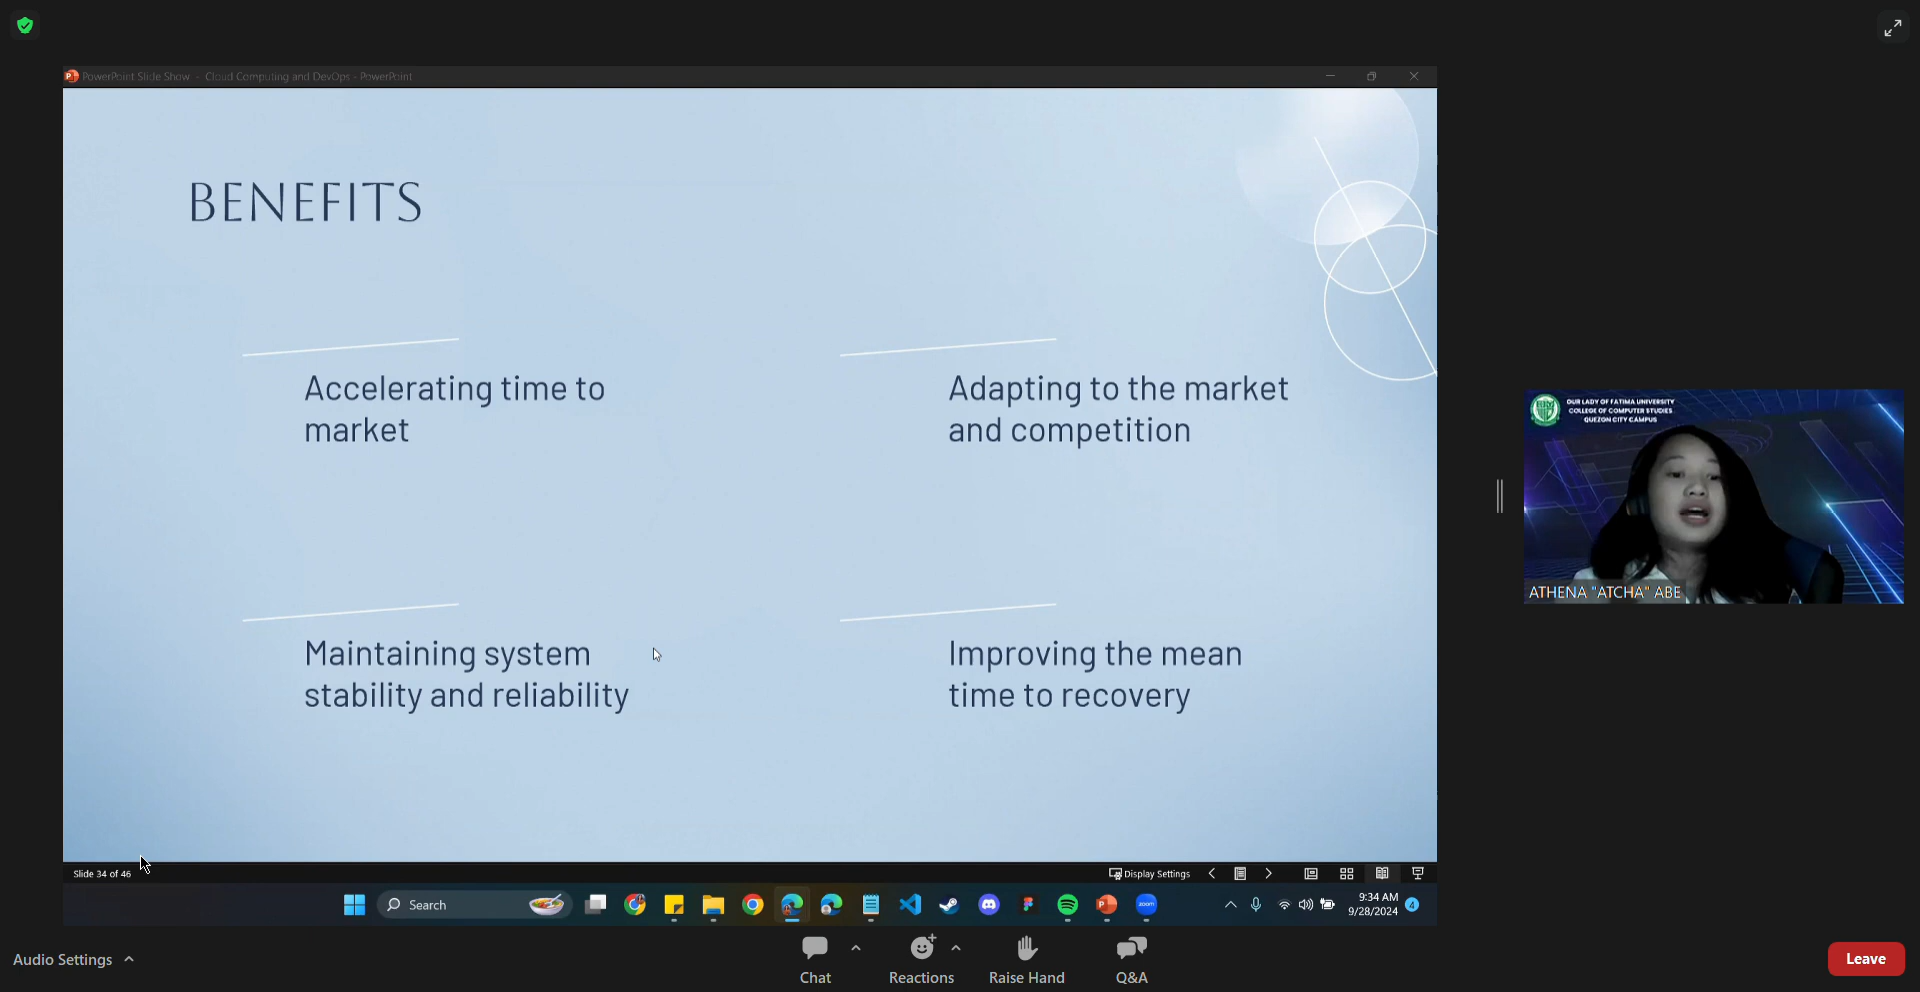 PowerPoint Slide Show - Cloud Computing and DevOps - PowerPoint
BENEFITS
Accelerating time to
market
Adapting to the market
and competition
Maintaining system
stability and reliability
Improving the mean
time to recovery
OUR LADY OF FATIMA UNIVERSITY
COLLEGE OF COMPUTER STUDIES
QUEZON CITY CAMPUS
ATHENA "ATCHA" ABE
Slide 34 of 46
Display Settings
Search
zoom
9:34 AM
9/28/2024
4
Audio Settings
Chat
Reactions
Raise Hand
Q&A
Leave